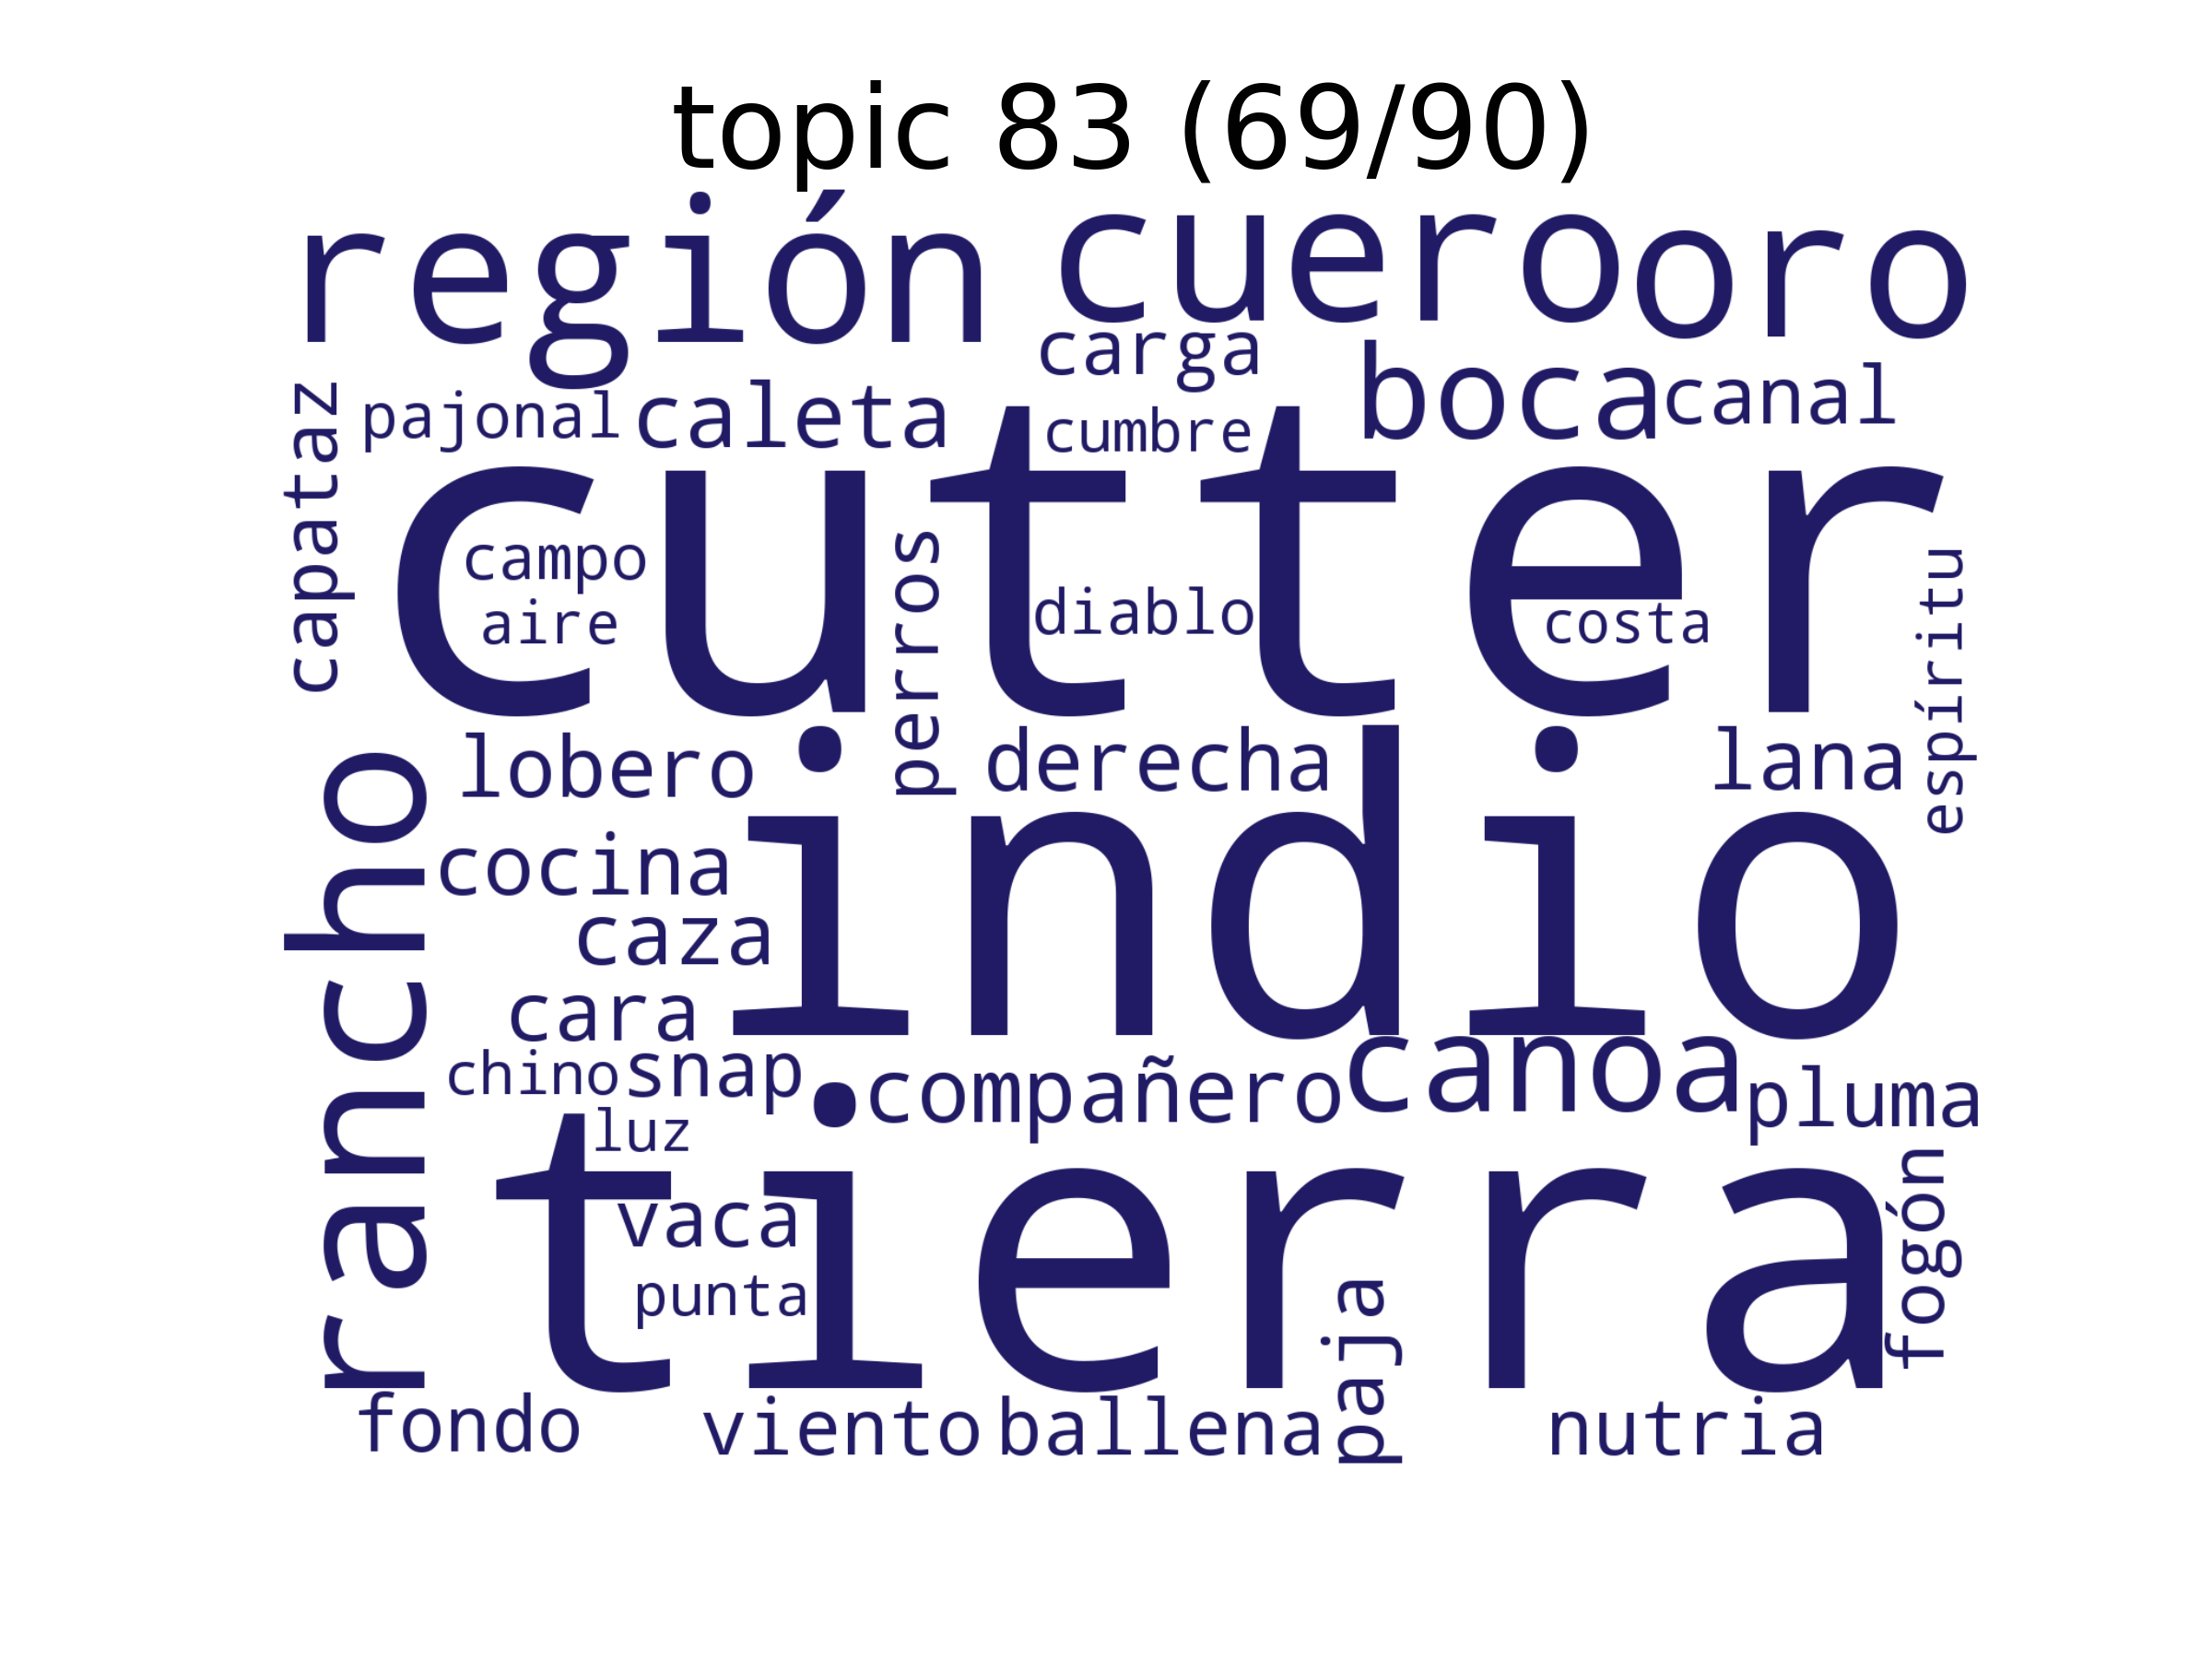 topic 83 (69/90)
región cuero oro
carga
pajonal caleta cumbre boca canal
capataz
cutter
campo
aire
perros
diablo
costa
espíritu
lobero derecha lana
rancho
indio
cocina
caza
cara
chino snap compañero canoa pluma
luz
tierra
vaca
punta
paja
fogón
fondo viento ballena nutria